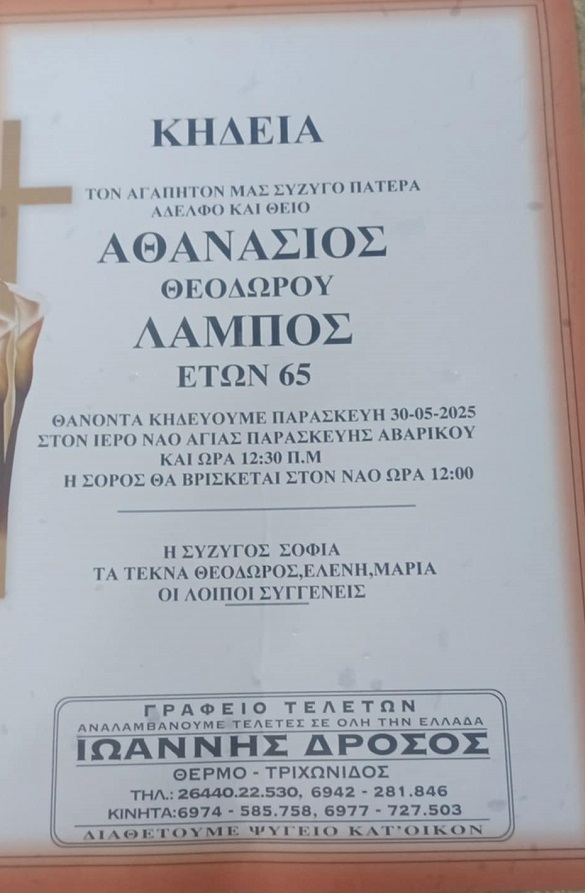 ΚΗΔΕΙΑ
ΤΟΝ ΑΓΑΠΗΤΟΝ ΜΑΣ ΣΥΖΥΓΟ ΠΑΤΕΡΑ
ΑΔΕΛΦΟ ΚΑΙ ΘΕΙΟ
ΑΘΑΝΑΣΙΟΣ
ΘΕΟΔΩΡΟΥ
ΛΑΜΠΟΣ
ΕΤΩΝ 65
ΘΑΝΟΝΤΑ ΚΗΔΕΥΟΥΜΕ ΠΑΡΑΣΚΕΥΗ 30-05-2025
ΣΤΟΝ ΙΕΡΟ ΝΑΟ ΑΓΙΑΣ ΠΑΡΑΣΚΕΥΗΣ ΑΒΑΡΙΚΟΥ
ΚΑΙ ΩΡΑ 12:30 Π.Μ
Η ΣΟΡΟΣ ΘΑ ΒΡΙΣΚΕΤΑΙ ΣΤΟΝ ΝΑΟ ΩΡΑ 12:00
Η ΣΥΖΥΓΟΣ ΣΟΦΙΑ
ΤΑ ΤΕΚΝΑ ΘΕΟΔΩΡΟΣ,ΕΛΕΝΗ,ΜΑΡΙΑ
ΟΙ ΛΟΙΠΟΙ ΣΥΓΓΕΝΕΙΣ
ΓΡΑΦΕΙΟ ΤΕΛΕΤΩΝ
ΑΝΑΛΑΜΒΑΝΟΥΜΕ ΤΕΛΕΤΕΣ ΣΕ ΟΛΗ ΤΗΝ ΕΛΛΑΔΑ
ΙΩΑΝΝΗΣ ΔΡΟΣΟΣ
ΘΕΡΜΟ - ΤΡΙΧΩΝΙΔΟΣ
ΤΗΛ.: 26440.22.530, 6942 - 281.846
ΚΙΝΗΤΑ:6974 - 585.758, 6977 - 727.503
ΔΙΑΘΕΤΟΥΜΕ ΨΥΓΕΙΟ ΚΑΤ'ΟΙΚΟΝ